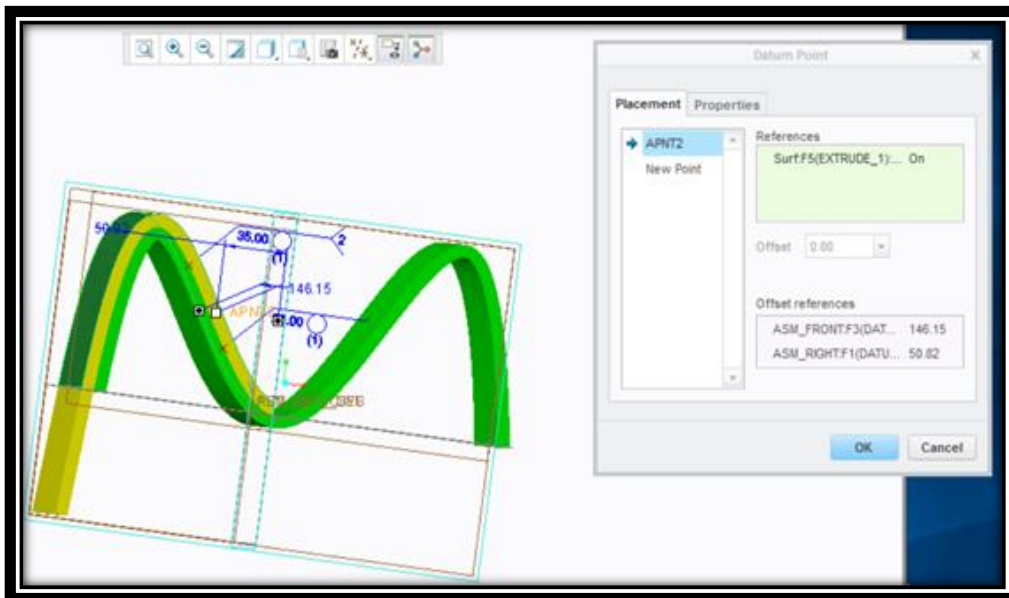 Datum Point
Placement Properties
APNT2
New Point
References
Surf:F5(EXTRUDE_1):... On
Offset 0.00
Offset references
ASM_FRONT:F3(DAT... 146.15
ASM_RIGHT:F1(DATU... 50.82
OK Cancel
35.00
2
(1)
146.15
(1)